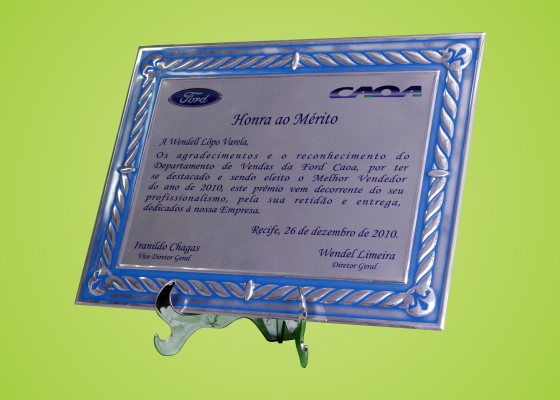 Ford
CAOA
Honra ao Mérito
A Wendell Lôpo Varela,
Os agradecimentos e o reconhecimento do
Departamento de Vendas da Ford Caoa, por ter
se destacado e sendo eleito o Melhor Vendedor
do ano de 2010, este prêmio vem decorrente do seu
profissionalismo, pela sua retidão e entrega,
dedicados à nossa Empresa.
Recife, 26 de dezembro de 2010.
Iranildo Chagas
Vice Diretor Geral
Wendel Limeira
Diretor Geral